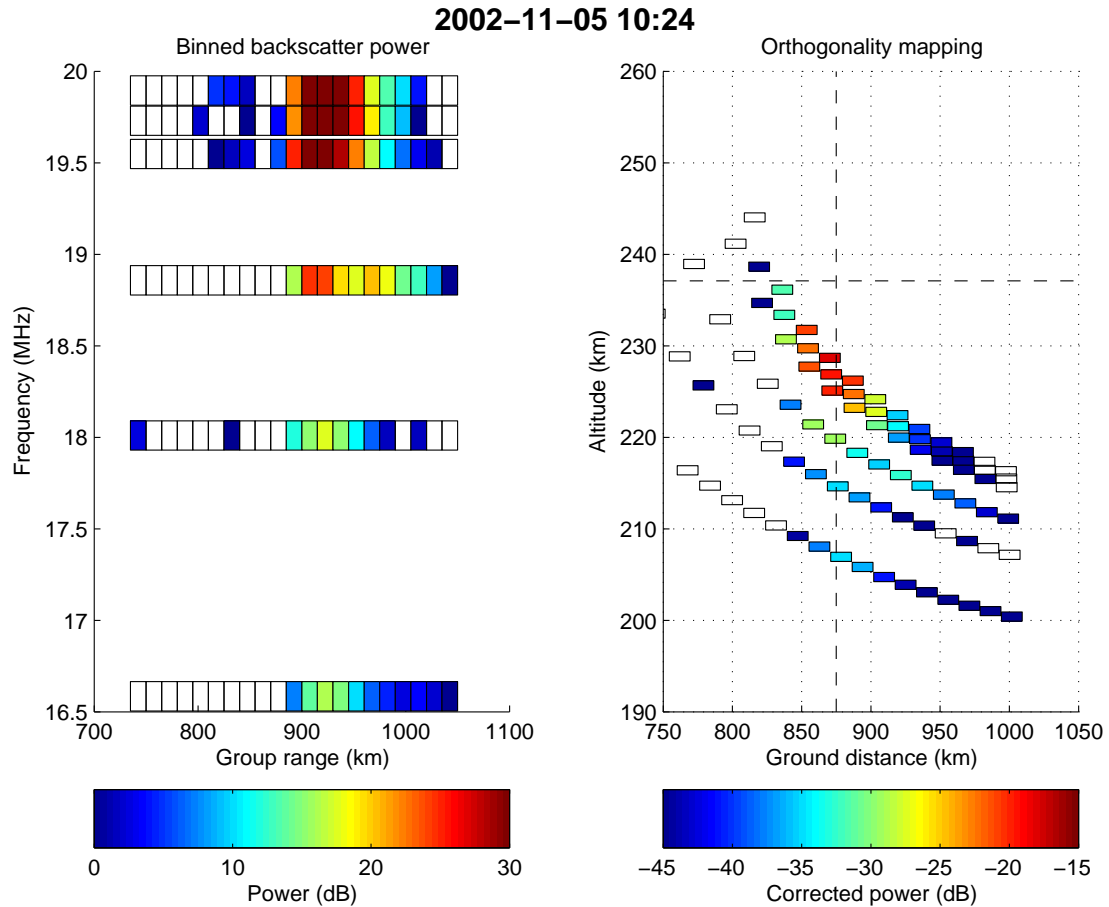 2002−11−05 10:24
Binned backscatter power
20
19.5
19
18.5
18
17.5
17
16.5
Frequency (MHz)
700 800 900 1000 1100
Group range (km)
0 10 20 30
Power (dB)
Orthogonality mapping
260
250
240
230
220
210
200
190
Altitude (km)
750 800 850 900 950 1000 1050
Ground distance (km)
−45 −40 −35 −30 −25 −20 −15
Corrected power (dB)